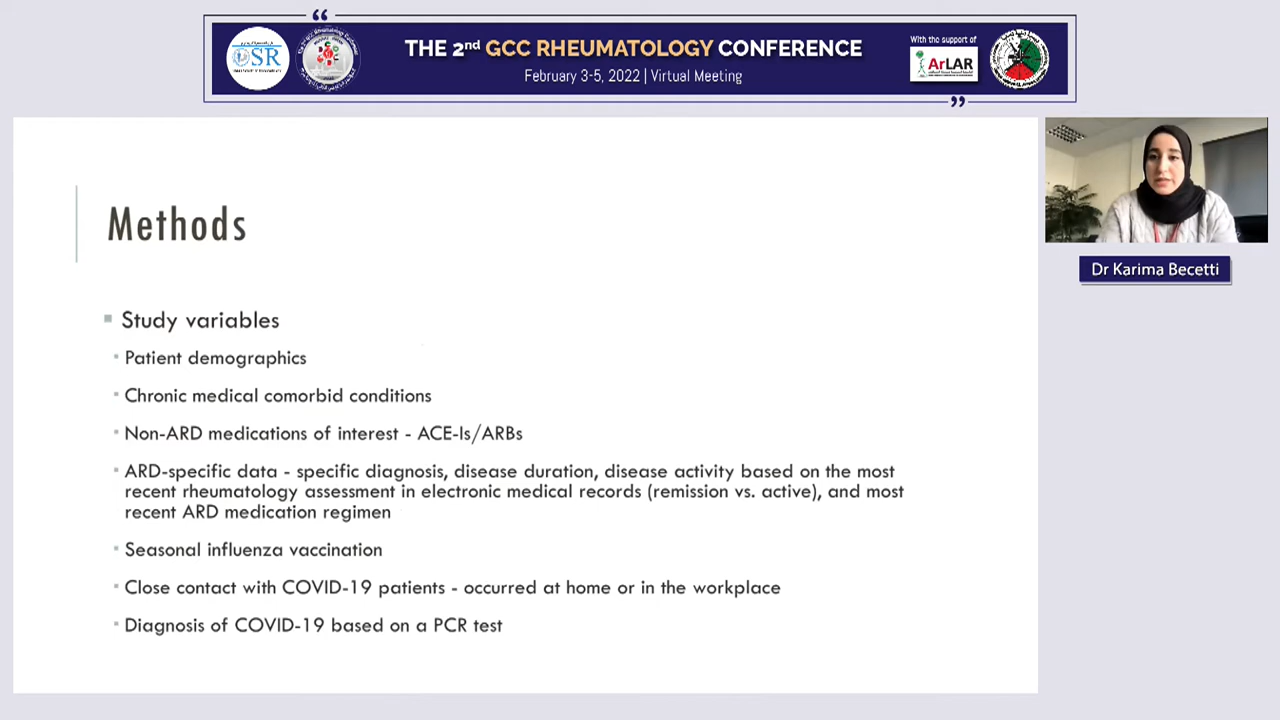 “
THE 2nd GCC RHEUMATOLOGY CONFERENCE
February 3-5, 2022 | Virtual Meeting
With the support of
ArLAR
”
Methods
Dr Karima Becetti
▪ Study variables
▪ Patient demographics
▪ Chronic medical comorbid conditions
▪ Non-ARD medications of interest - ACE-Is/ARBs
▪ ARD-specific data - specific diagnosis, disease duration, disease activity based on the most
recent rheumatology assessment in electronic medical records (remission vs. active), and most
recent ARD medication regimen
▪ Seasonal influenza vaccination
▪ Close contact with COVID-19 patients - occurred at home or in the workplace
▪ Diagnosis of COVID-19 based on a PCR test